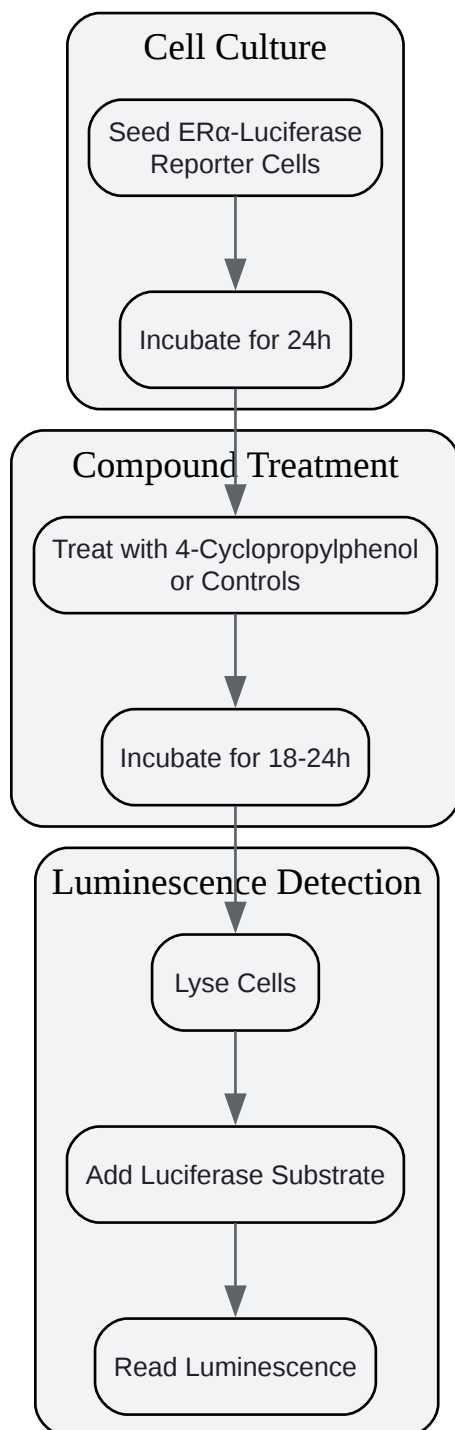 Cell Culture
Seed ERα-Luciferase
Reporter Cells
Incubate for 24h
Compound Treatment
Treat with 4-Cyclopropylphenol
or Controls
Incubate for 18-24h
Luminescence Detection
Lyse Cells
Add Luciferase Substrate
Read Luminescence